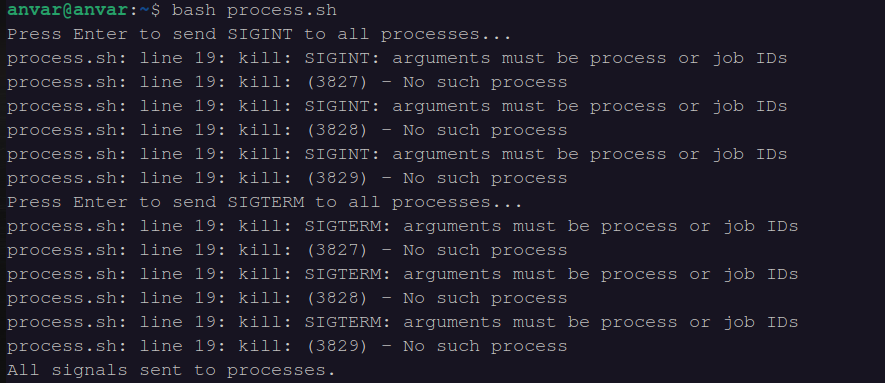 anvar@anvar:~$ bash process.sh
Press Enter to send SIGINT to all processes...
process.sh: line 19: kill: SIGINT: arguments must be process or job IDs
process.sh: line 19: kill: (3827) - No such process
process.sh: line 19: kill: SIGINT: arguments must be process or job IDs
process.sh: line 19: kill: (3828) - No such process
process.sh: line 19: kill: SIGINT: arguments must be process or job IDs
process.sh: line 19: kill: (3829) - No such process
Press Enter to send SIGTERM to all processes...
process.sh: line 19: kill: SIGTERM: arguments must be process or job IDs
process.sh: line 19: kill: (3827) - No such process
process.sh: line 19: kill: SIGTERM: arguments must be process or job IDs
process.sh: line 19: kill: (3828) - No such process
process.sh: line 19: kill: SIGTERM: arguments must be process or job IDs
process.sh: line 19: kill: (3829) - No such process
All signals sent to processes.